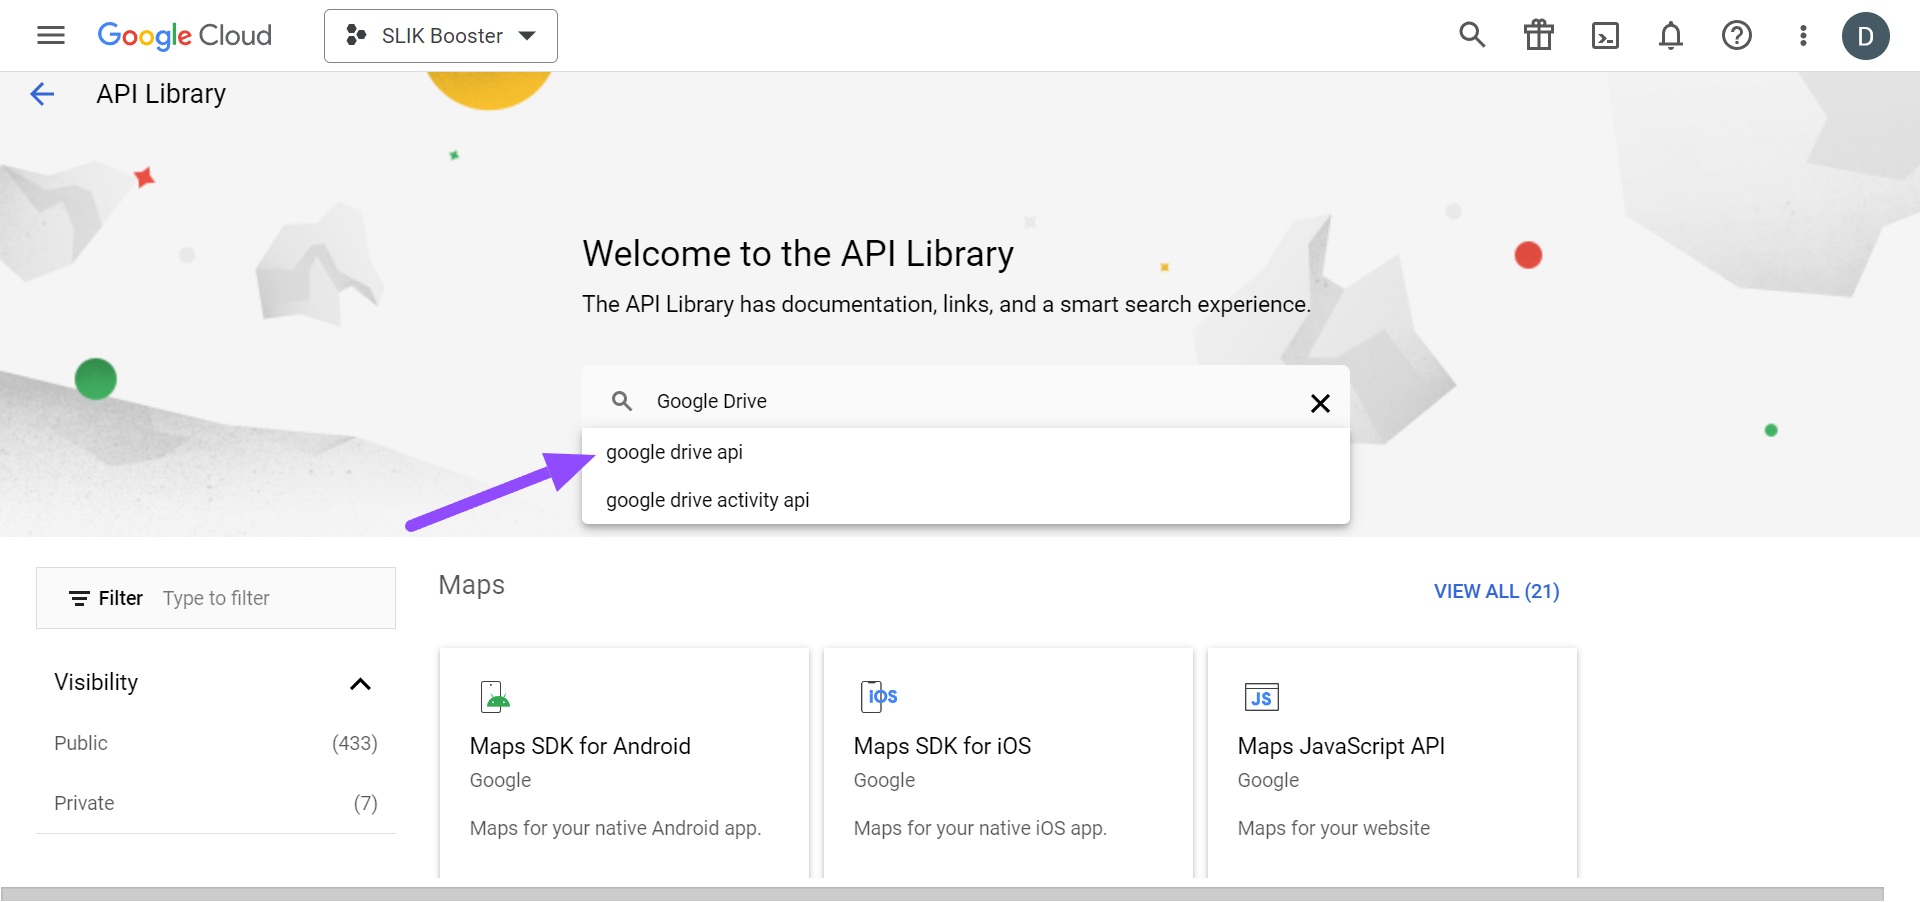 Google Cloud
SLIK Booster
D
API Library
Welcome to the API Library
The API Library has documentation, links, and a smart search experience.
Google Drive
google drive api
google drive activity api
Filter Type to filter
Maps
VIEW ALL (21)
Visibility
Public (433)
Private (7)
iOS
JS
Maps SDK for Android
Google
Maps for your native Android app.
Maps SDK for iOS
Google
Maps for your native iOS app.
Maps JavaScript API
Google
Maps for your website